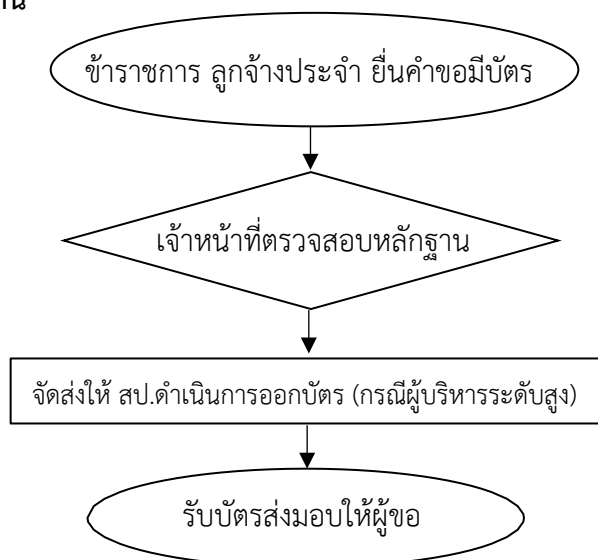 ข้าราชการ ลูกจ้างประจำ ยื่นคำขอมีบัตร
เจ้าหน้าที่ตรวจสอบหลักฐาน
จัดส่งให้ สป.ดำเนินการออกบัตร (กรณีผู้บริหารระดับสูง)
รับบัตรส่งมอบให้ผู้ขอ